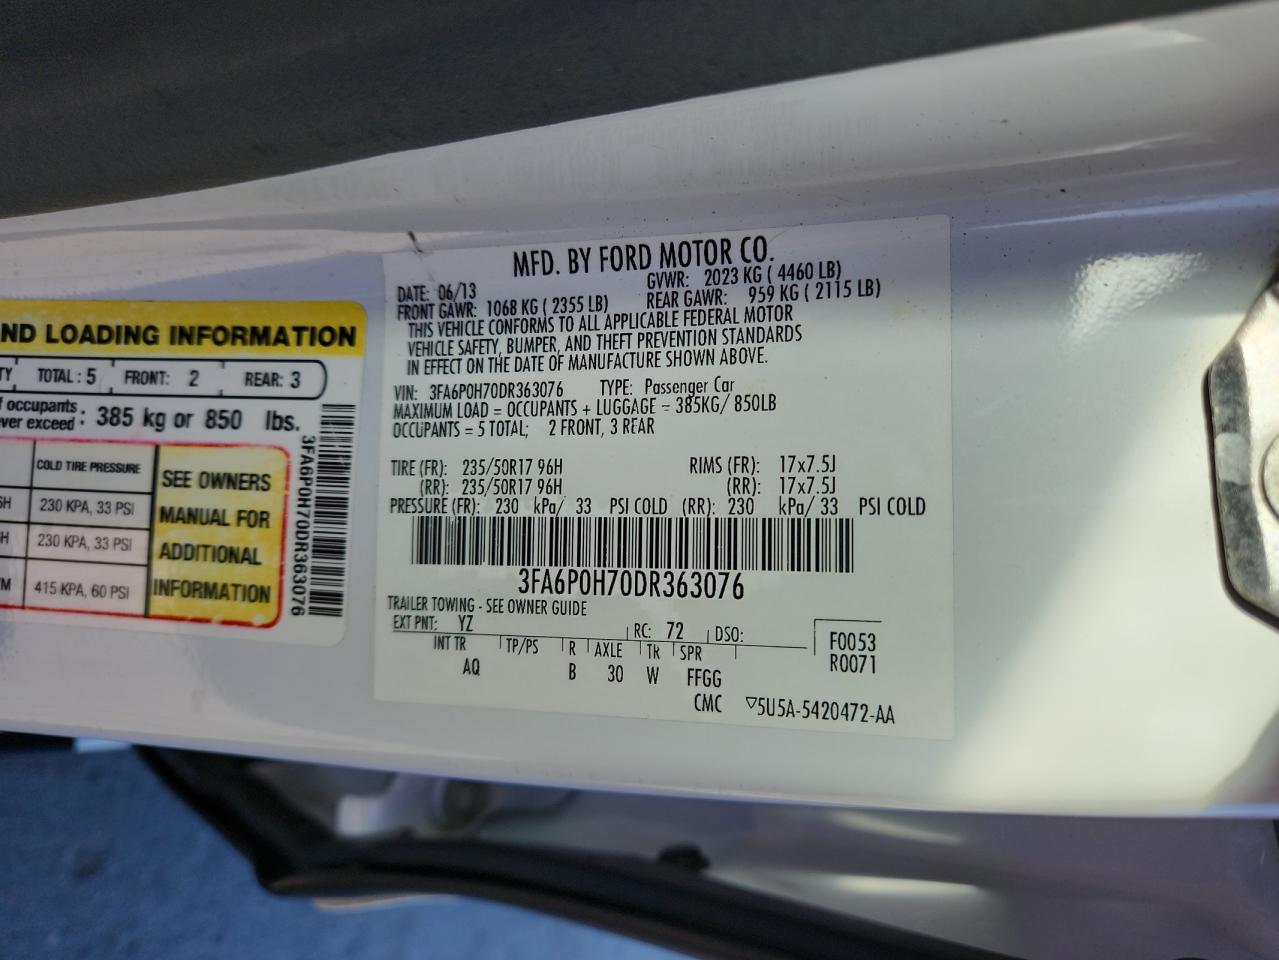 MFD. BY FORD MOTOR CO.
DATE: 06/13 GVWR: 2023 KG ( 4460 LB)
FRONT GAWR: 1068 KG ( 2355 LB) REAR GAWR: 959 KG ( 2115 LB)
THIS VEHICLE CONFORMS TO ALL APPLICABLE FEDERAL MOTOR
VEHICLE SAFETY, BUMPER, AND THEFT PREVENTION STANDARDS
IN EFFECT ON THE DATE OF MANUFACTURE SHOWN ABOVE.
VIN: 3FA6P0H70DR363076 TYPE: Passenger Car
MAXIMUM LOAD = OCCUPANTS + LUGGAGE = 385KG/ 850LB
OCCUPANTS = 5 TOTAL; 2 FRONT, 3 REAR
TIRE (FR): 235/50R17 96H RIMS (FR): 17x7.5J
(RR): 235/50R17 96H (RR): 17x7.5J
PRESSURE (FR): 230 kPa/ 33 PSI COLD (RR): 230 kPa/ 33 PSI COLD
3FA6P0H70DR363076
TRAILER TOWING - SEE OWNER GUIDE
EXT PNT: YZ RC: 72 DSO: F0053
INT TR TP/PS R AXLE TR SPR R0071
AQ B 30 W FFGG
CMC ▽5U5A-5420472-AA
ND LOADING INFORMATION
TY TOTAL : 5 FRONT: 2 REAR: 3
f occupants
ver exceed : 385 kg or 850 lbs.
COLD TIRE PRESSURE
230 KPA, 33 PSI
230 KPA, 33 PSI
415 KPA, 60 PSI
SEE OWNERS
MANUAL FOR
ADDITIONAL
INFORMATION
3FA6P0H70DR363076